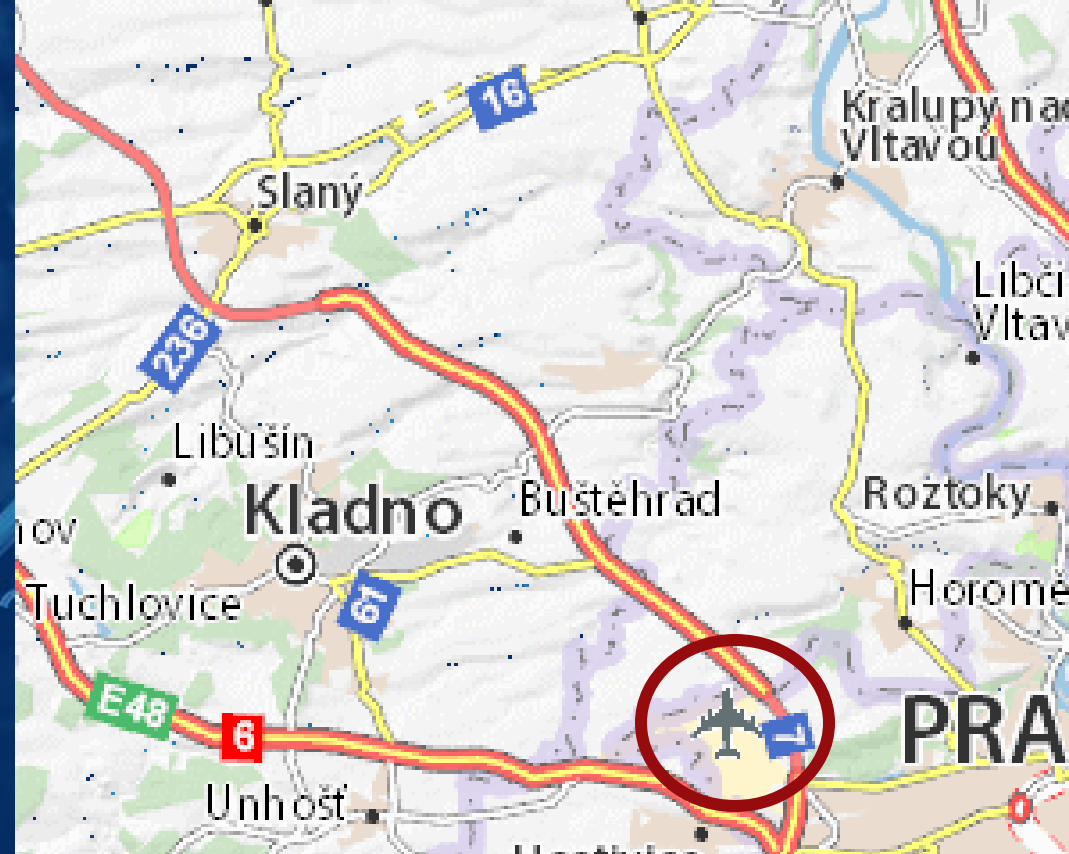 16
Kralupy nad
Vltavou
Slaný
Libči
Vltav
236
Libušín
Kladno
Buštěhrad
Roztoky
nov
61
Tuchlovice
Horomě
E48
6
7
PRA
Unhošť
0